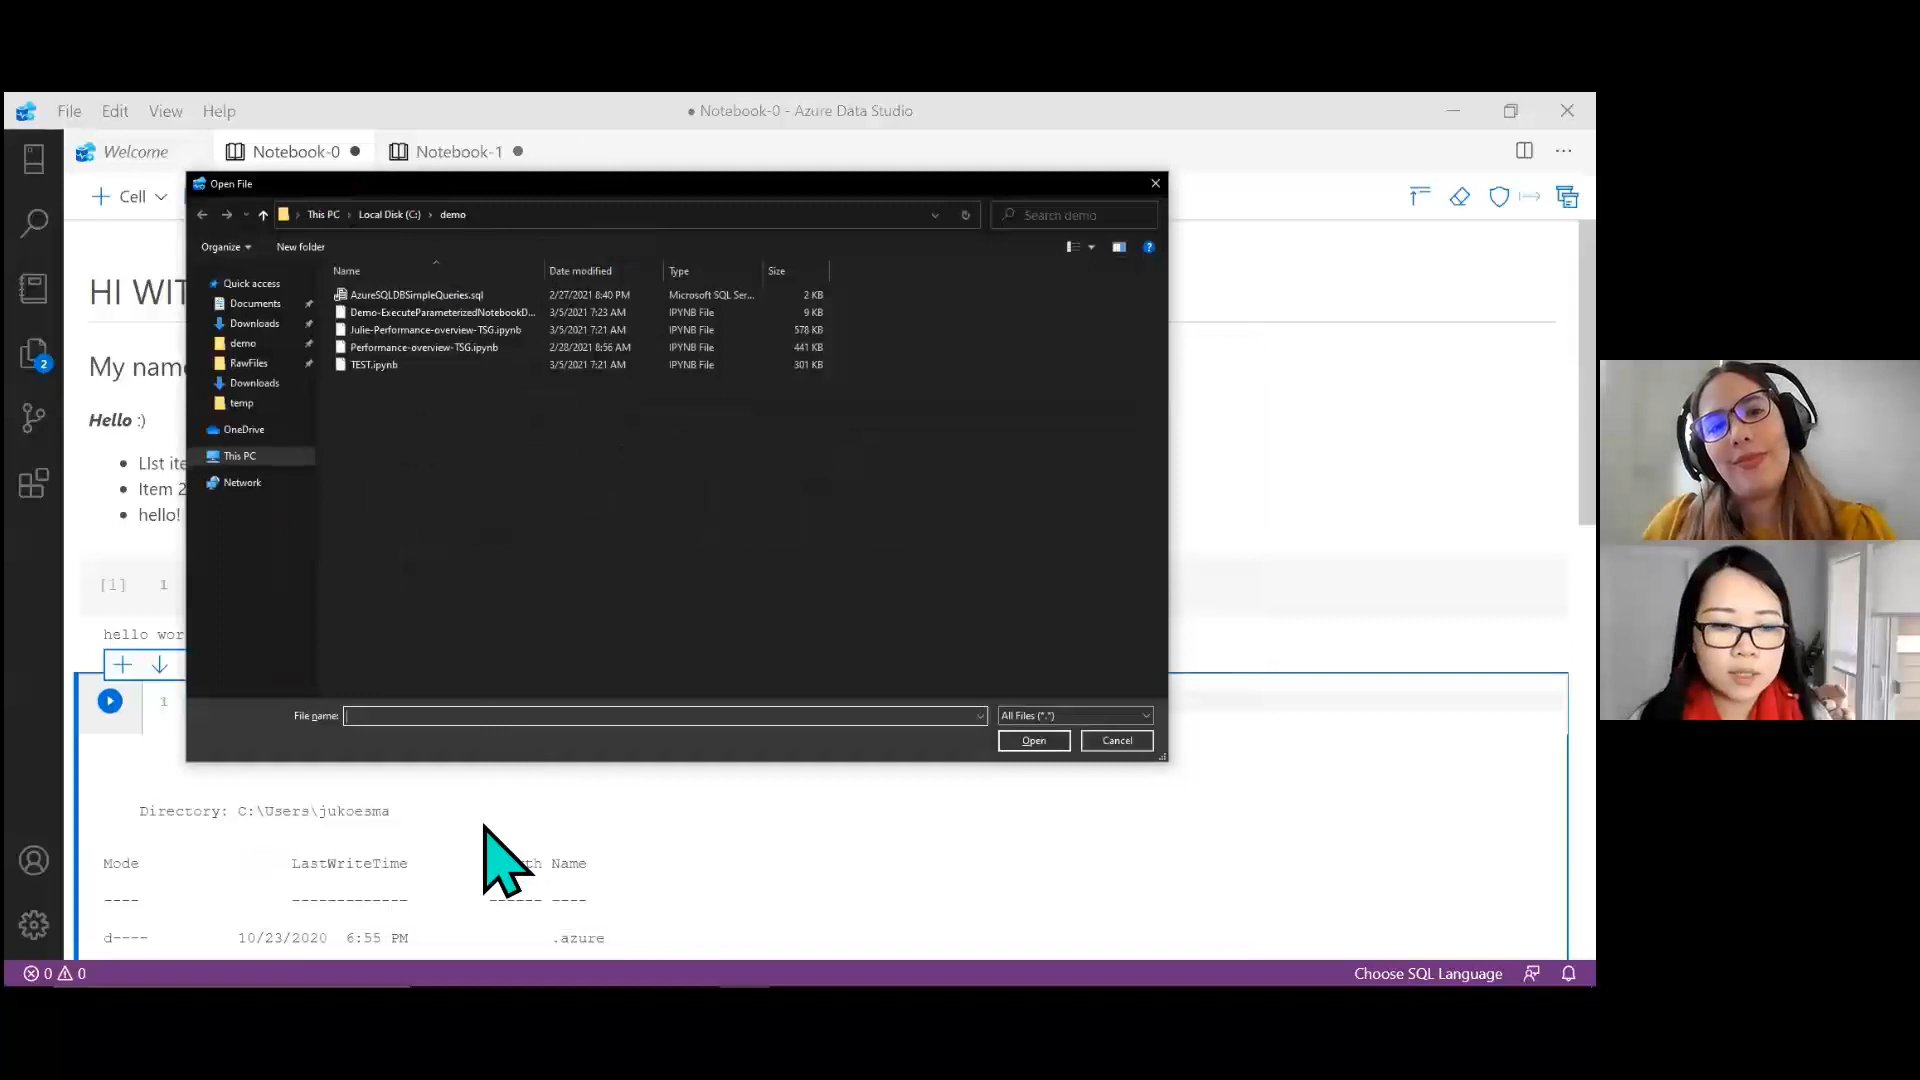 File Edit View Help
● Notebook-0 - Azure Data Studio
Welcome Notebook-0 ● Notebook-1 ●
Cell
Open File
This PC › Local Disk (C:) › demo
Search demo
Organize New folder
Name Date modified Type Size
Quick access
Documents
Downloads
demo
RawFiles
Downloads
temp
OneDrive
This PC
Network
AzureSQLDBSimpleQueries.sql 2/27/2021 8:40 PM Microsoft SQL Ser... 2 KB
Demo-ExecuteParameterizedNotebookD... 3/5/2021 7:23 AM IPYNB File 9 KB
Julie-Performance-overview-TSG.ipynb 3/5/2021 7:21 AM IPYNB File 578 KB
Performance-overview-TSG.ipynb 2/28/2021 8:56 AM IPYNB File 441 KB
TEST.ipynb 3/5/2021 7:21 AM IPYNB File 301 KB
File name:
All Files (*.*)
Open Cancel
HI WIT
My name
Hello :)
• LIst ite
• Item 2
• hello!
[1] 1
hello wor
1
Directory: C:\Users\jukoesma
Mode LastWriteTime th Name
---- ------------- ------ ----
d---- 10/23/2020 6:55 PM .azure
2
0 0
Choose SQL Language